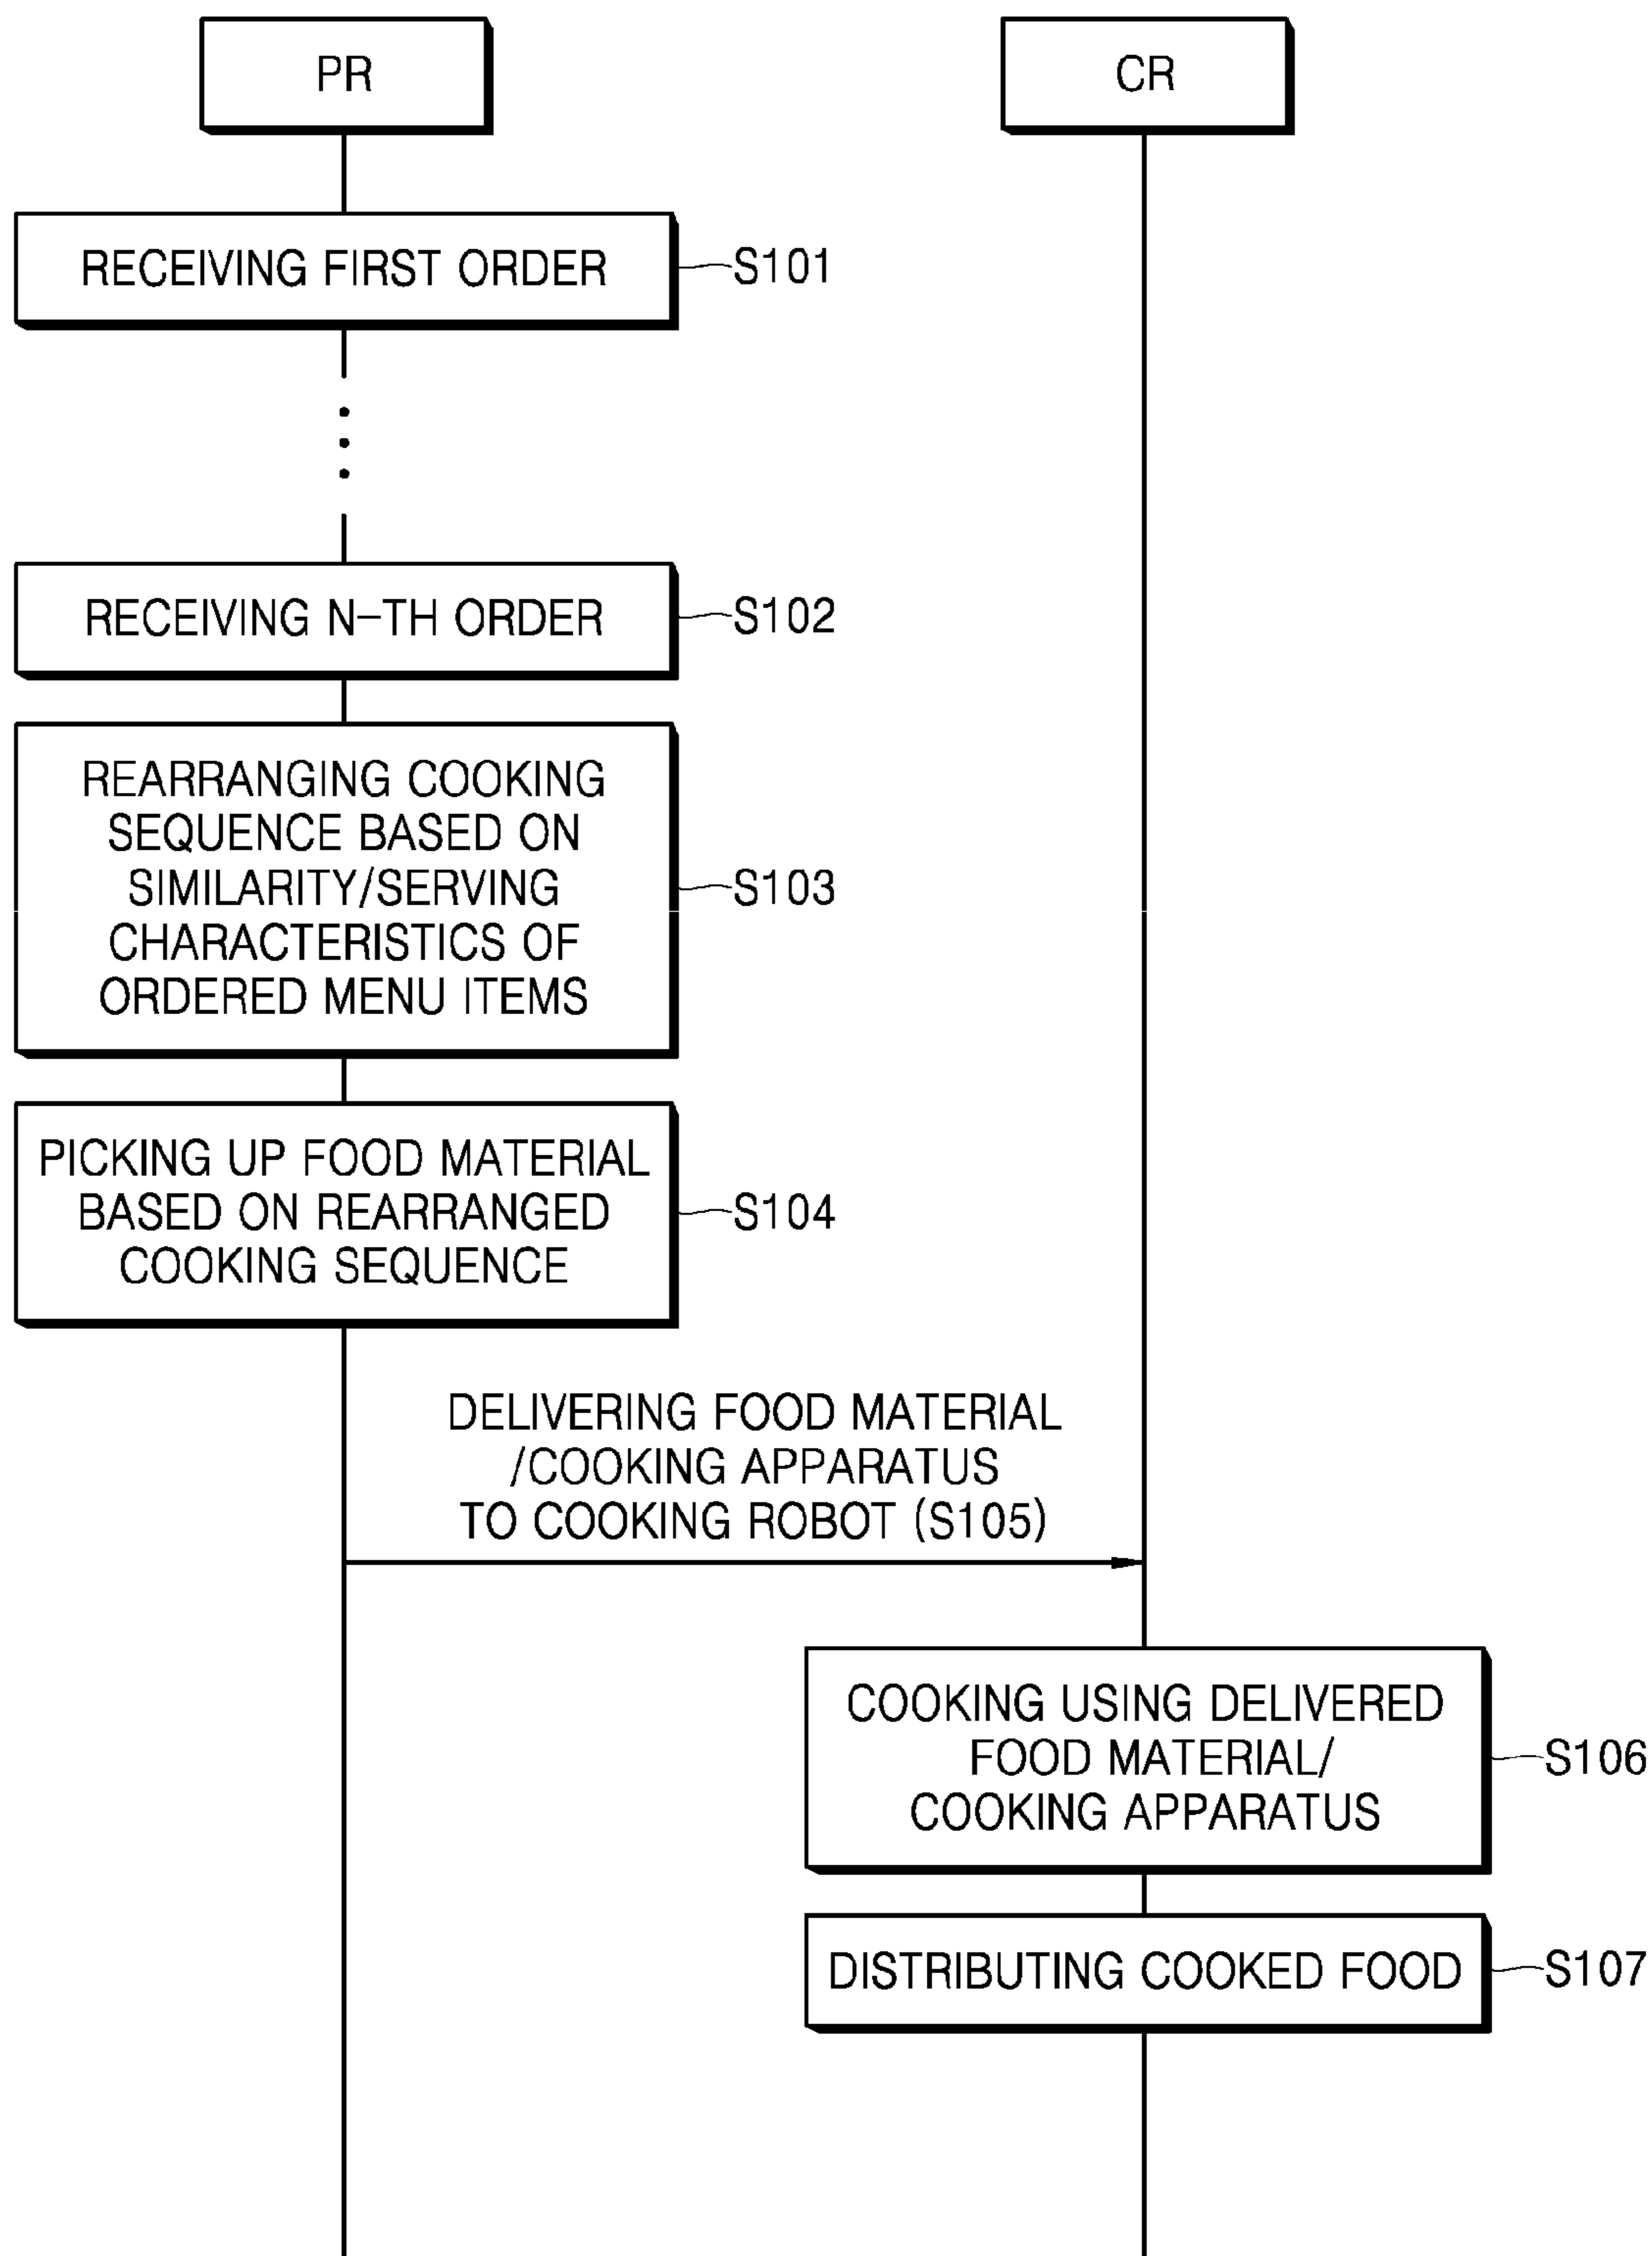 PR
CR
RECEIVING FIRST ORDER
S101
RECEIVING N-TH ORDER
S102
REARRANGING COOKING
SEQUENCE BASED ON
SIMILARITY/SERVING
CHARACTERISTICS OF
ORDERED MENU ITEMS
S103
PICKING UP FOOD MATERIAL
BASED ON REARRANGED
COOKING SEQUENCE
S104
DELIVERING FOOD MATERIAL
/COOKING APPARATUS
TO COOKING ROBOT (S105)
COOKING USING DELIVERED
FOOD MATERIAL/
COOKING APPARATUS
S106
DISTRIBUTING COOKED FOOD
S107